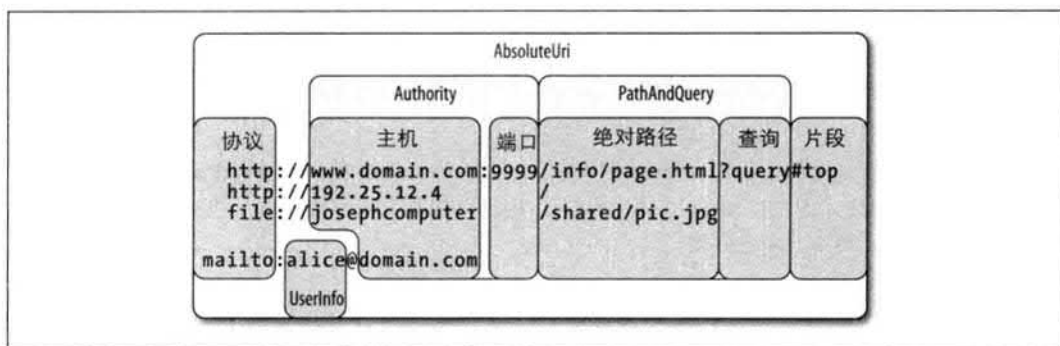 AbsoluteUri
Authority PathAndQuery
协议 主机 端口 绝对路径 查询 片段
http://www.domain.com:9999/info/page.html?query#top
http://192.25.12.4 /
file://josephcomputer /shared/pic.jpg
mailto:alice@domain.com
UserInfo